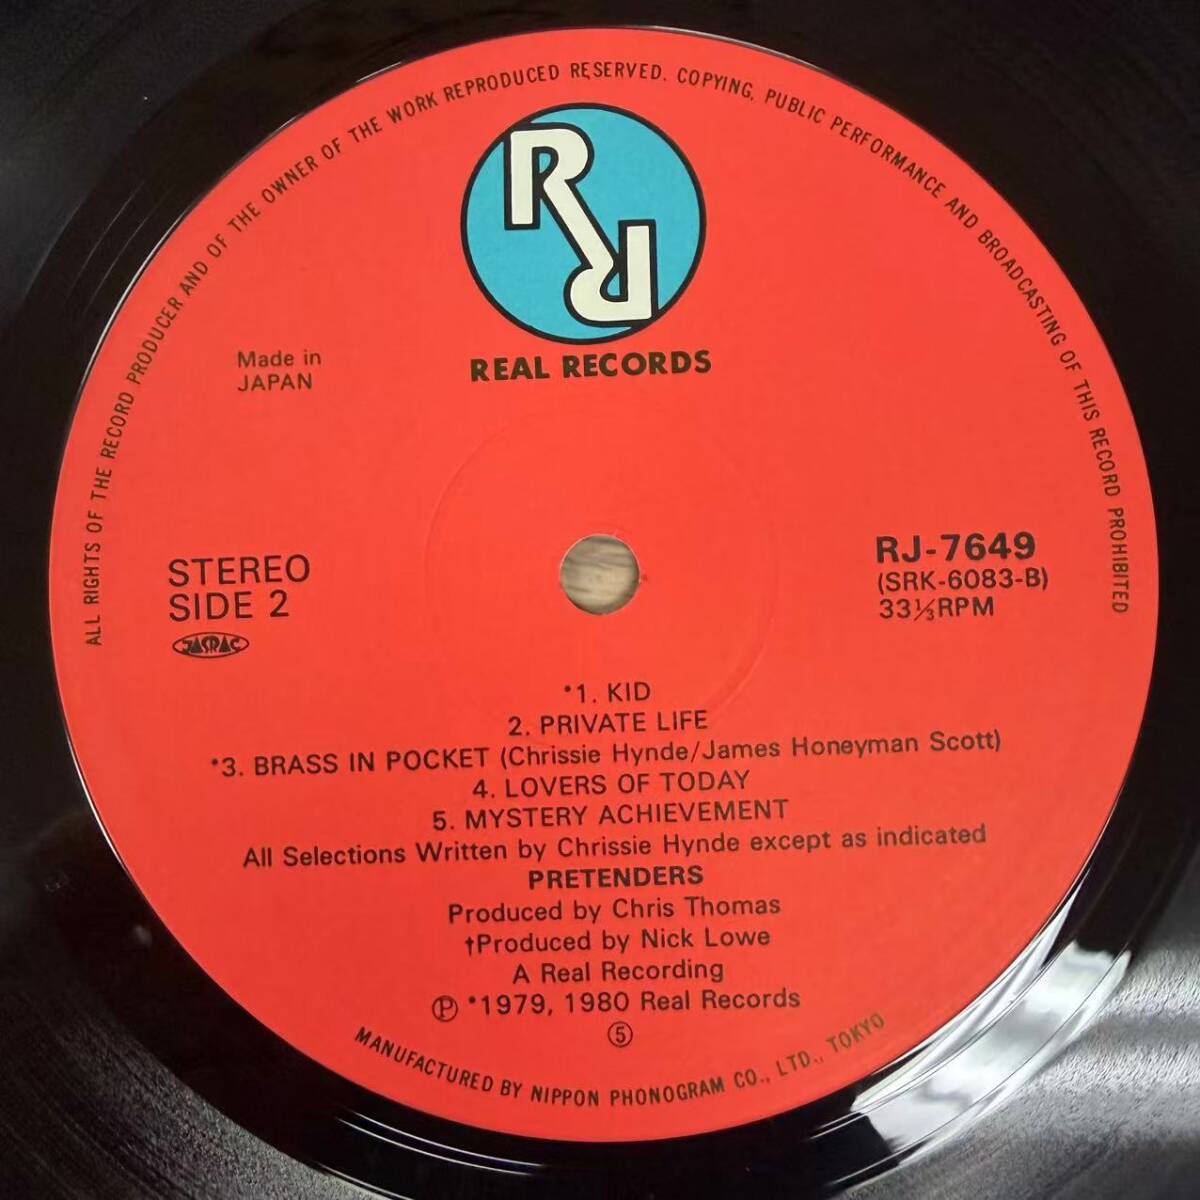 ALL RIGHTS OF THE RECORD PRODUCER AND OF THE OWNER OF THE WORK REPRODUCED RESERVED. COPYING, PUBLIC PERFORMANCE AND BROADCASTING OF THIS RECORD PROHIBITED
RR
REAL RECORDS
Made in
JAPAN
STEREO
SIDE 2
JASRAC
RJ-7649
(SRK-6083-B)
33⅓RPM
*1. KID
2. PRIVATE LIFE
*3. BRASS IN POCKET (Chrissie Hynde/James Honeyman Scott)
4. LOVERS OF TODAY
5. MYSTERY ACHIEVEMENT
All Selections Written by Chrissie Hynde except as indicated
PRETENDERS
Produced by Chris Thomas
†Produced by Nick Lowe
A Real Recording
Ⓟ *1979, 1980 Real Records
⑤
MANUFACTURED BY NIPPON PHONOGRAM CO., LTD., TOKYO